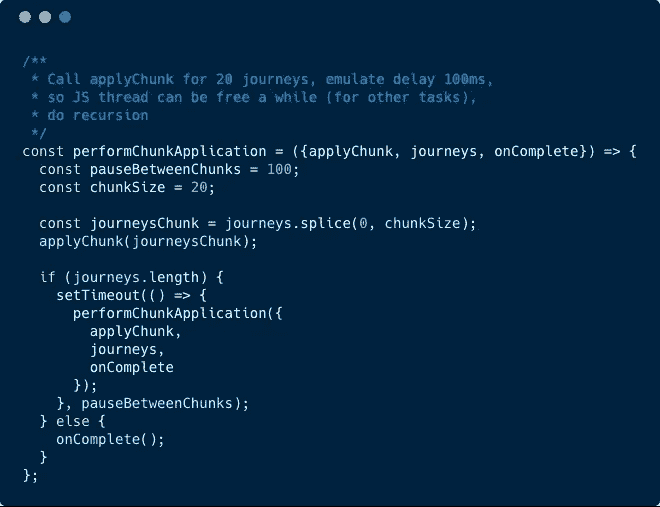 /**
 * Call applyChunk for 20 journeys, emulate delay 100ms,
 * so JS thread can be free a while (for other tasks),
 * do recursion
 */
const performChunkApplication = ({applyChunk, journeys, onComplete}) => {
  const pauseBetweenChunks = 100;
  const chunkSize = 20;

  const journeysChunk = journeys.splice(0, chunkSize);
  applyChunk(journeysChunk);

  if (journeys.length) {
    setTimeout(() => {
      performChunkApplication({
        applyChunk,
        journeys,
        onComplete
      });
    }, pauseBetweenChunks);
  } else {
    onComplete();
  }
};